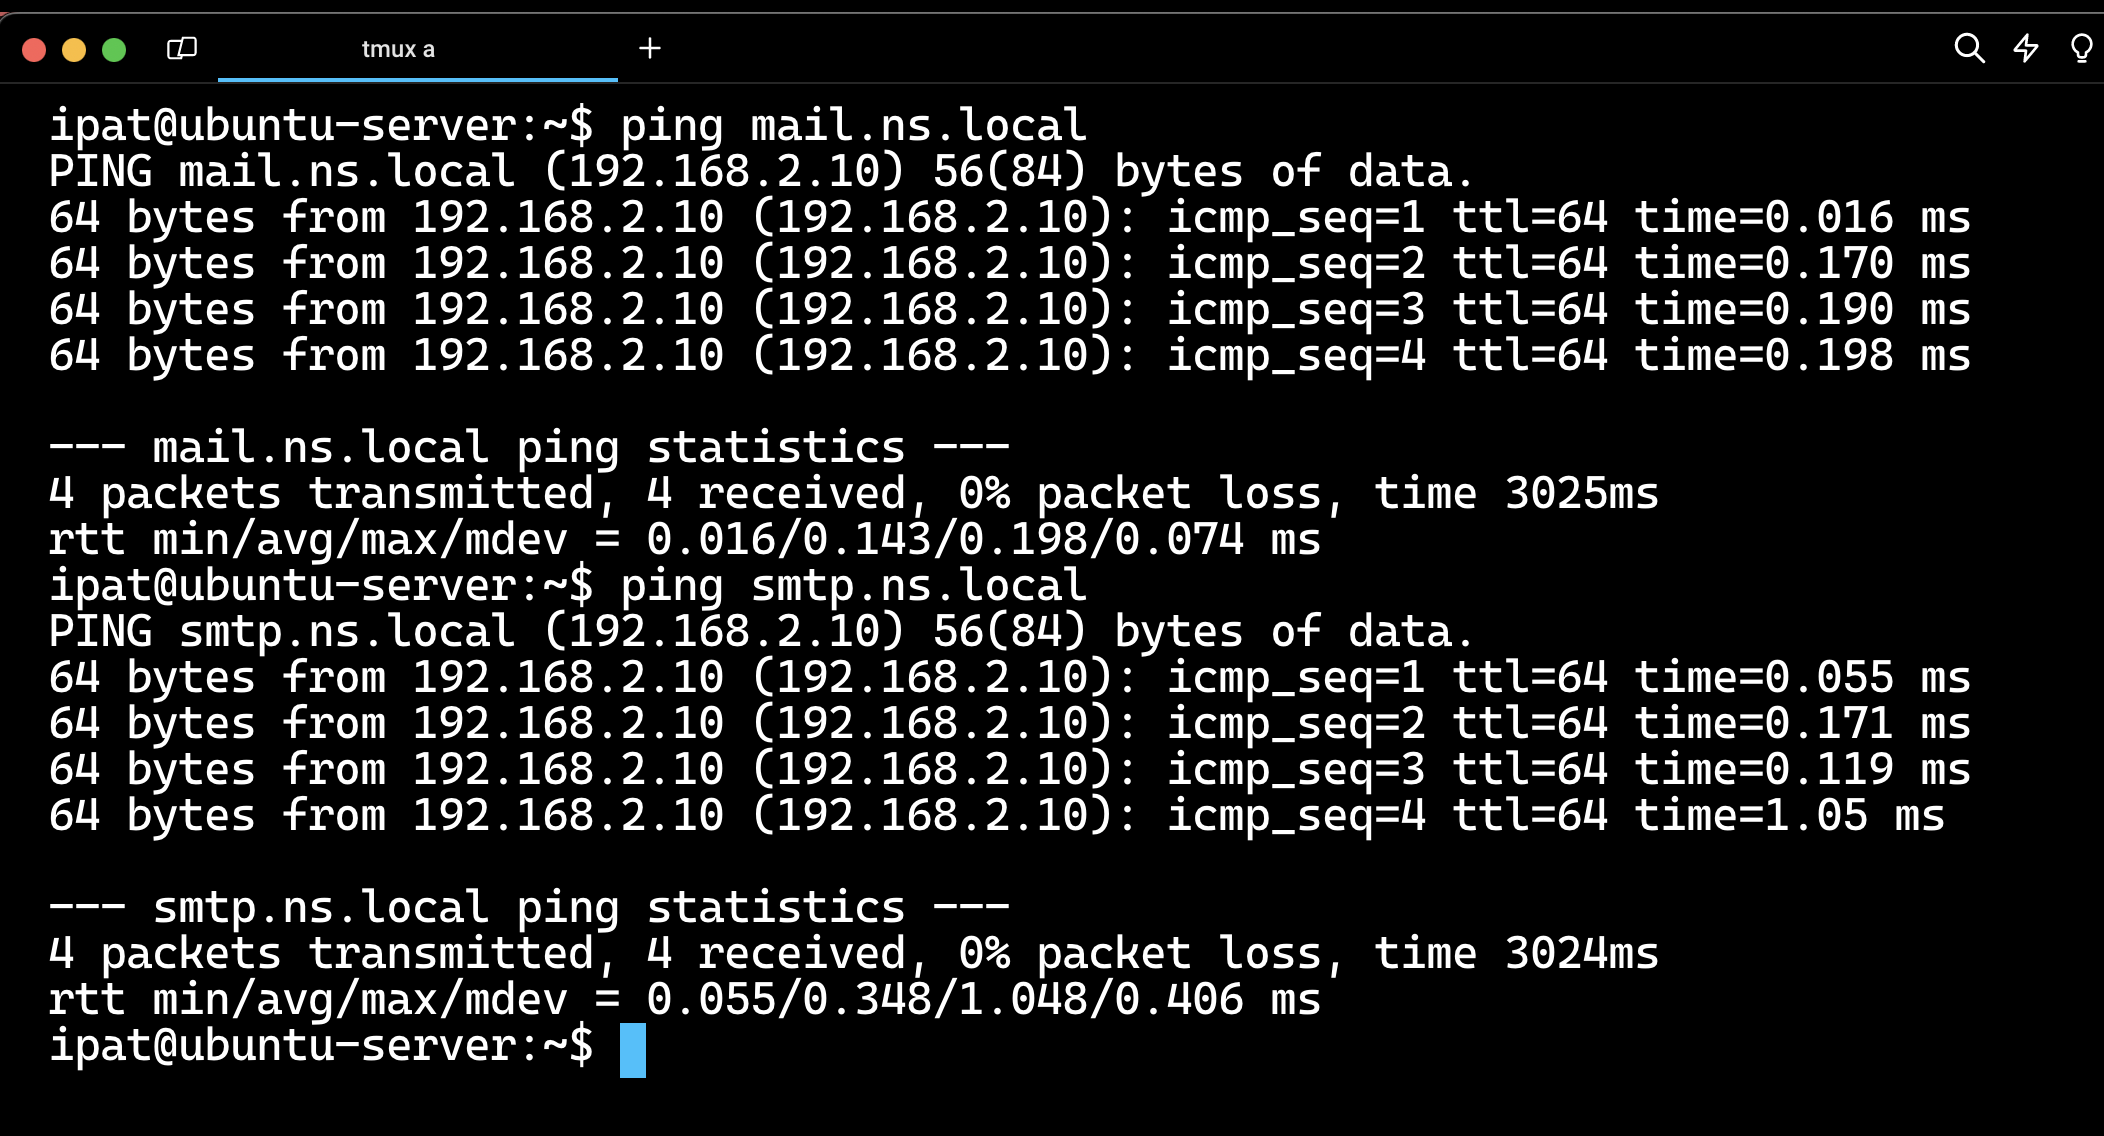 tmux a
ipat@ubuntu-server:~$ ping mail.ns.local
PING mail.ns.local (192.168.2.10) 56(84) bytes of data.
64 bytes from 192.168.2.10 (192.168.2.10): icmp_seq=1 ttl=64 time=0.016 ms
64 bytes from 192.168.2.10 (192.168.2.10): icmp_seq=2 ttl=64 time=0.170 ms
64 bytes from 192.168.2.10 (192.168.2.10): icmp_seq=3 ttl=64 time=0.190 ms
64 bytes from 192.168.2.10 (192.168.2.10): icmp_seq=4 ttl=64 time=0.198 ms
--- mail.ns.local ping statistics ---
4 packets transmitted, 4 received, 0% packet loss, time 3025ms
rtt min/avg/max/mdev = 0.016/0.143/0.198/0.074 ms
ipat@ubuntu-server:~$ ping smtp.ns.local
PING smtp.ns.local (192.168.2.10) 56(84) bytes of data.
64 bytes from 192.168.2.10 (192.168.2.10): icmp_seq=1 ttl=64 time=0.055 ms
64 bytes from 192.168.2.10 (192.168.2.10): icmp_seq=2 ttl=64 time=0.171 ms
64 bytes from 192.168.2.10 (192.168.2.10): icmp_seq=3 ttl=64 time=0.119 ms
64 bytes from 192.168.2.10 (192.168.2.10): icmp_seq=4 ttl=64 time=1.05 ms
--- smtp.ns.local ping statistics ---
4 packets transmitted, 4 received, 0% packet loss, time 3024ms
rtt min/avg/max/mdev = 0.055/0.348/1.048/0.406 ms
ipat@ubuntu-server:~$